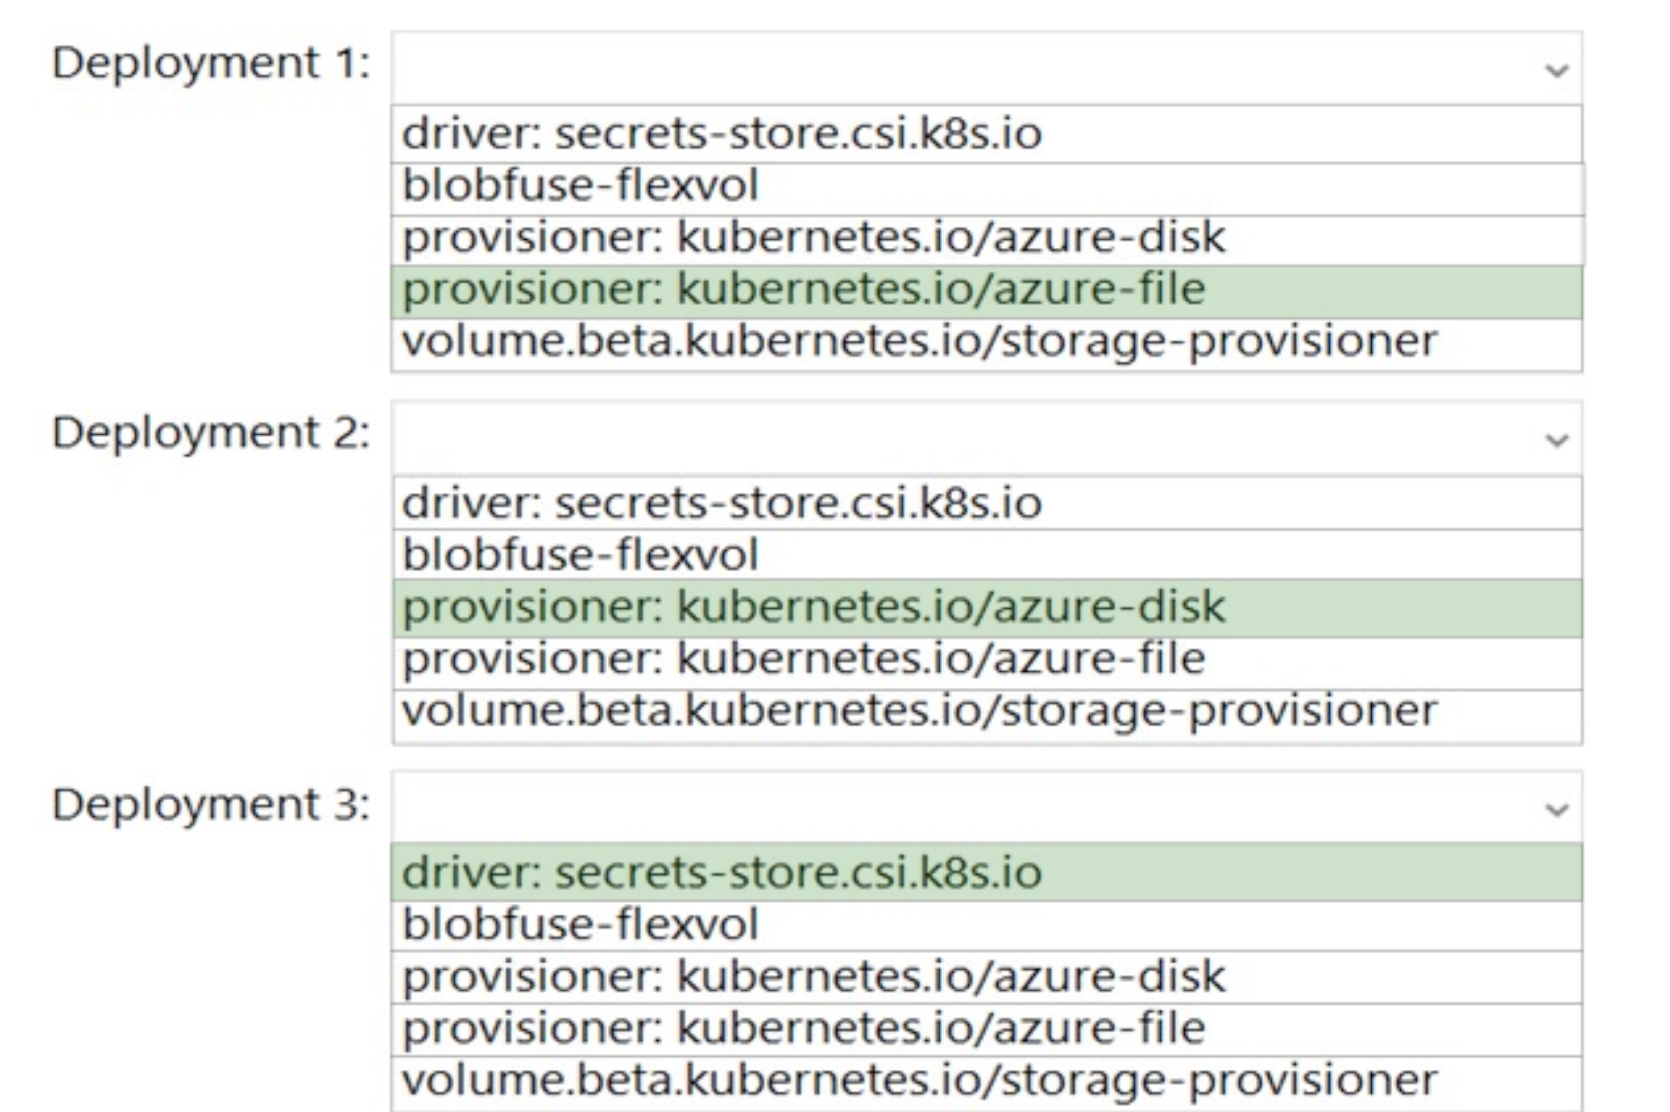 Deployment 1:
driver: secrets-store.csi.k8s.io
blobfuse-flexvol
provisioner: kubernetes.io/azure-disk
provisioner: kubernetes.io/azure-file
volume.beta.kubernetes.io/storage-provisioner
Deployment 2:
driver: secrets-store.csi.k8s.io
blobfuse-flexvol
provisioner: kubernetes.io/azure-disk
provisioner: kubernetes.io/azure-file
volume.beta.kubernetes.io/storage-provisioner
Deployment 3:
driver: secrets-store.csi.k8s.io
blobfuse-flexvol
provisioner: kubernetes.io/azure-disk
provisioner: kubernetes.io/azure-file
volume.beta.kubernetes.io/storage-provisioner